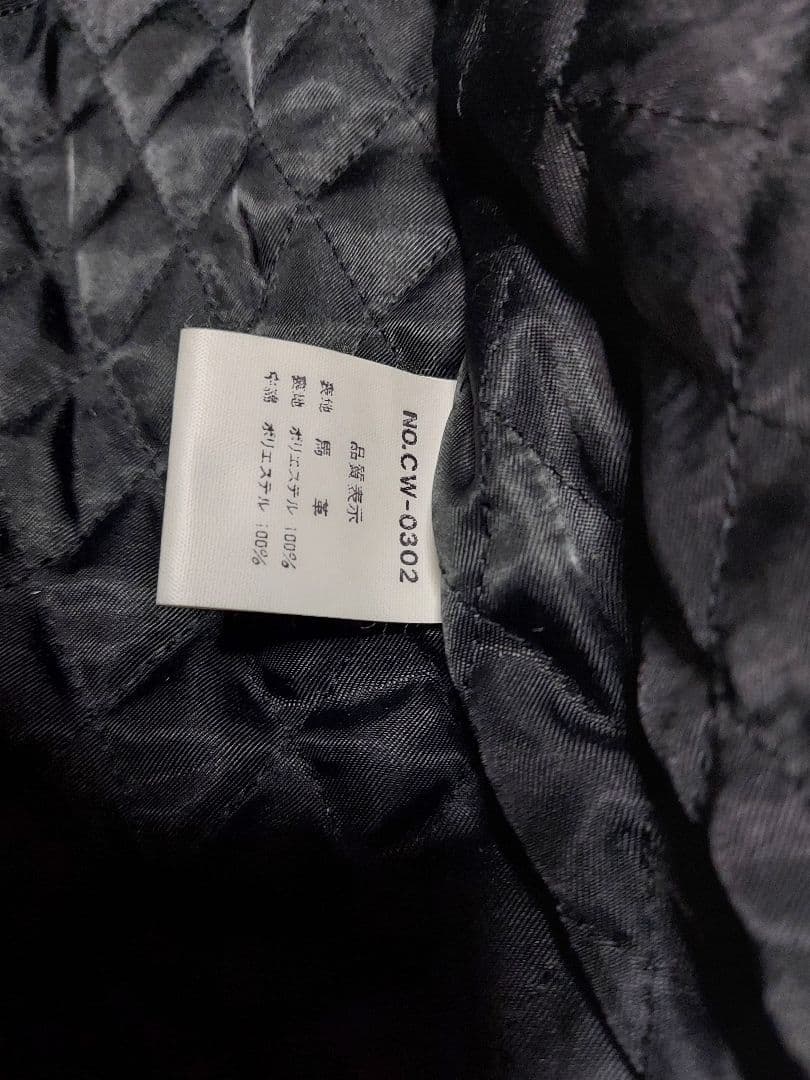 NO.CW-0302
品質表示
表地 馬革
裏地 ポリエステル 100%
中綿 ポリエステル 100%